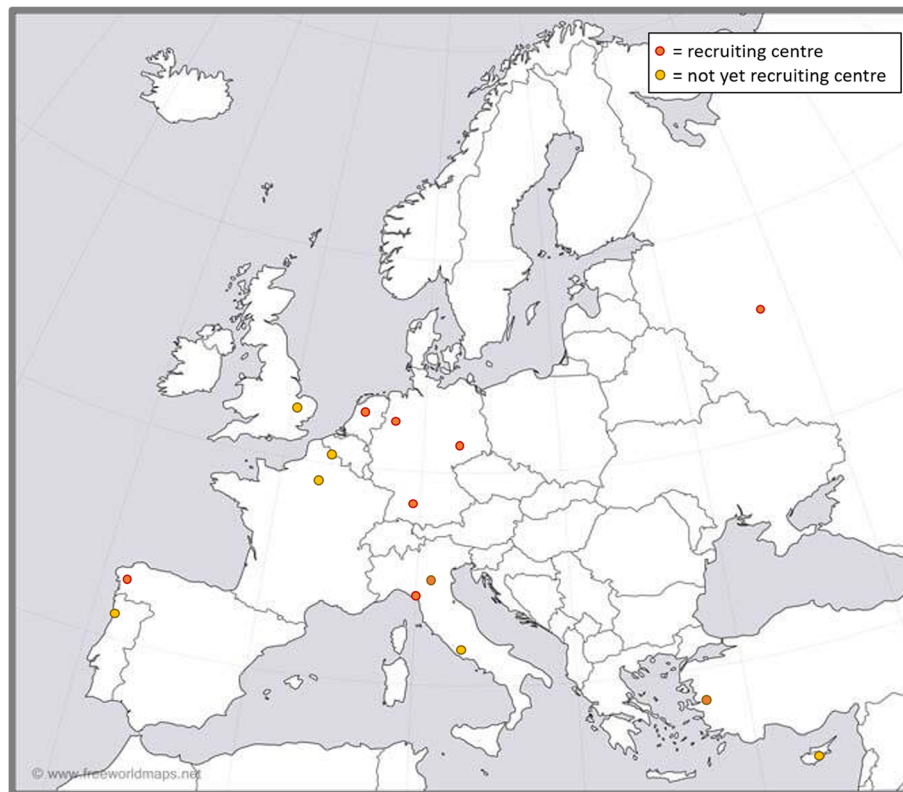 = recruiting centre
= not yet recruiting centre
© www.freeworldmaps.net